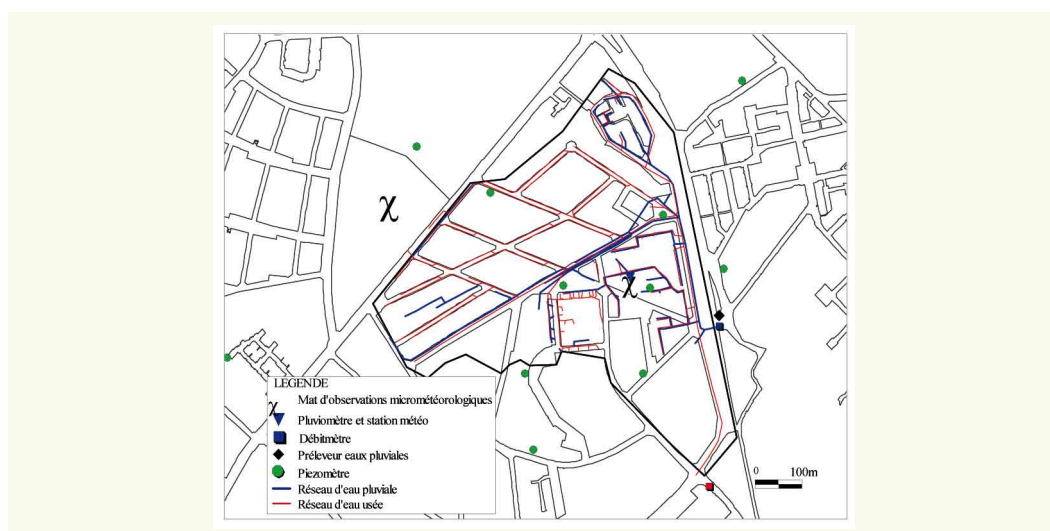 χ
χ
LEGENDE
χ Mat d'observations micrométéorologiques
Pluviomètre et station météo
Débitmètre
Préleveur eaux pluviales
Piezomètre
Réseau d'eau pluviale
Réseau d'eau usée
0 100m